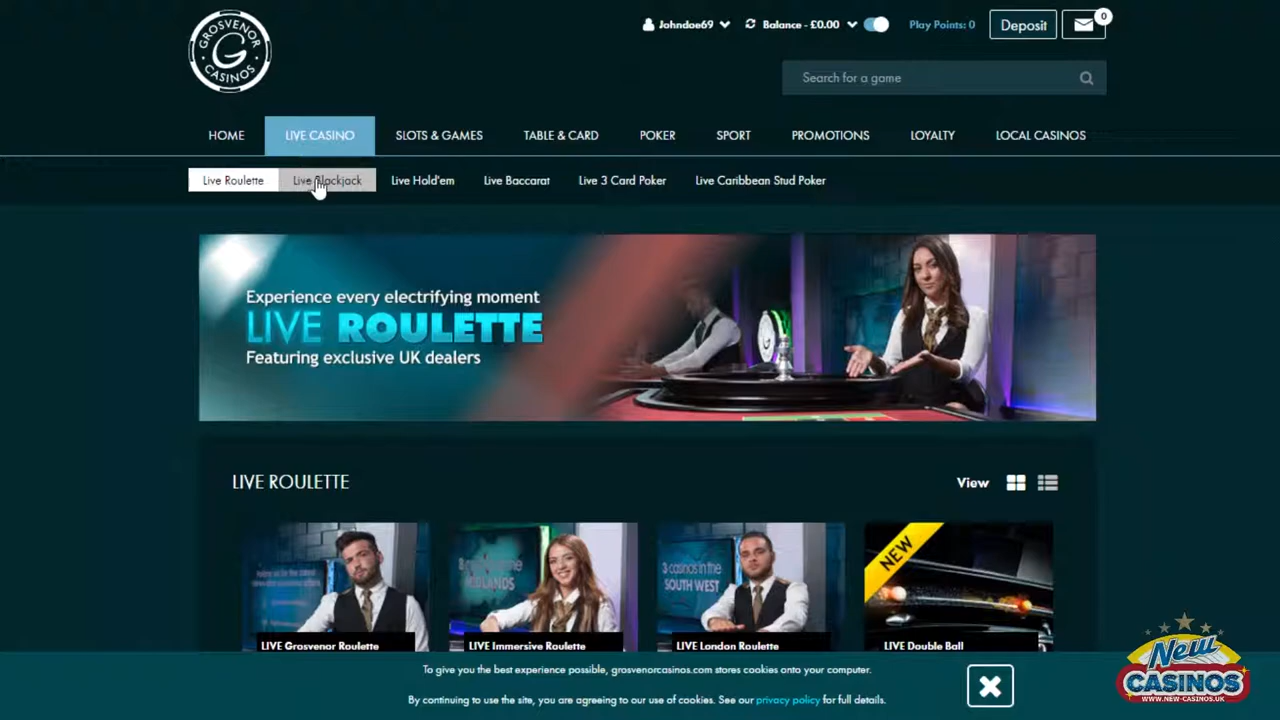 GROSVENOR
G
CASINOS
Johndoe69
Balance - £0.00
Play Points: 0
Deposit
0
Search for a game
HOME
LIVE CASINO
SLOTS & GAMES
TABLE & CARD
POKER
SPORT
PROMOTIONS
LOYALTY
LOCAL CASINOS
Live Roulette
Live Blackjack
Live Hold'em
Live Baccarat
Live 3 Card Poker
Live Caribbean Stud Poker
Experience every electrifying moment
LIVE ROULETTE
Featuring exclusive UK dealers
LIVE ROULETTE
View
3 casinos in the
SOUTH WEST
NEW
LIVE Grosvenor Roulette
LIVE Immersive Roulette
LIVE London Roulette
LIVE Double Ball
To give you the best experience possible, grosvenorcasinos.com stores cookies onto your computer.
By continuing to use the site, you are agreeing to our use of cookies. See our privacy policy for full details.
New
CASINOS
WWW.NEW-CASINOS.UK